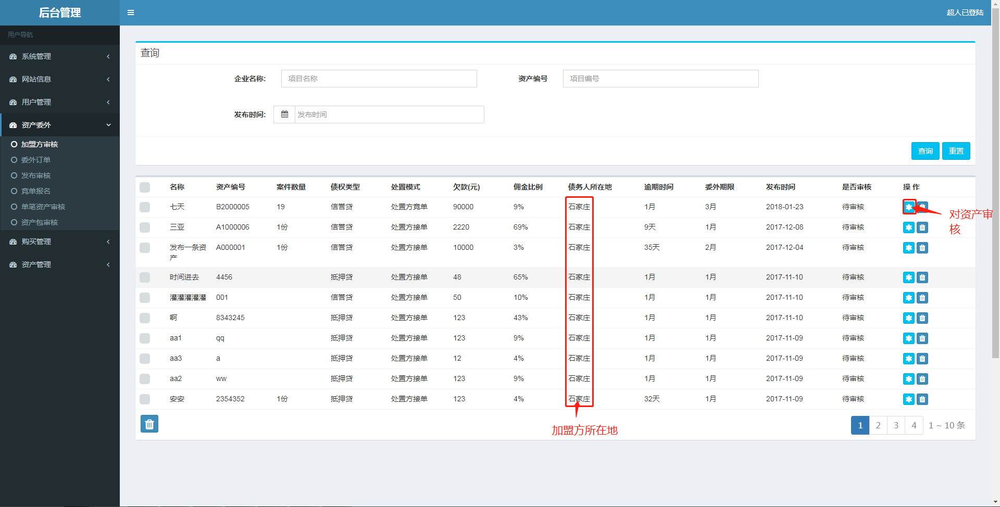 后台管理
超人已登陆
用户导航
系统管理
网站信息
用户管理
资产委外
加盟方审核
委外订单
发布审核
竞单报名
单笔资产审核
资产包审核
购买管理
资产管理
查询
企业名称: 项目名称 资产编号 项目编号
发布时间: 发布时间
查询 重置
名称 资产编号 案件数量 债权类型 处置模式 欠款(元) 佣金比例 债务人所在地 逾期时间 委外期限 发布时间 是否审核 操 作
七天 B2000005 19 信誉贷 处置方竞单 90000 9% 石家庄 1月 3月 2018-01-23 待审核
对资产审
核
三亚 A1000006 1份 信誉贷 处置方接单 2220 69% 石家庄 9天 1月 2017-12-08 待审核
发布一条资 A000001 1份 信誉贷 处置方接单 10000 3% 石家庄 35天 2月 2017-12-04 待审核
产
时间进去 4456 抵押贷 处置方接单 48 65% 石家庄 1月 1月 2017-11-10 待审核
灌灌灌灌灌 001 信誉贷 处置方接单 50 10% 石家庄 1月 1月 2017-11-10 待审核
啊 8343245 抵押贷 处置方接单 123 43% 石家庄 1月 1月 2017-11-10 待审核
aa1 qq 抵押贷 处置方接单 123 9% 石家庄 1月 1月 2017-11-09 待审核
aa3 a 抵押贷 处置方接单 12 4% 石家庄 1月 1月 2017-11-09 待审核
aa2 ww 抵押贷 处置方接单 123 9% 石家庄 1月 1月 2017-11-09 待审核
安安 2354352 1份 抵押贷 处置方接单 123 4% 石家庄 32天 1月 2017-11-09 待审核
加盟方所在地
1 2 3 4 1 ~ 10 条